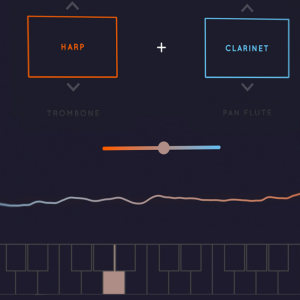 HARP
+
CLARINET
TROMBONE
PAN FLUTE